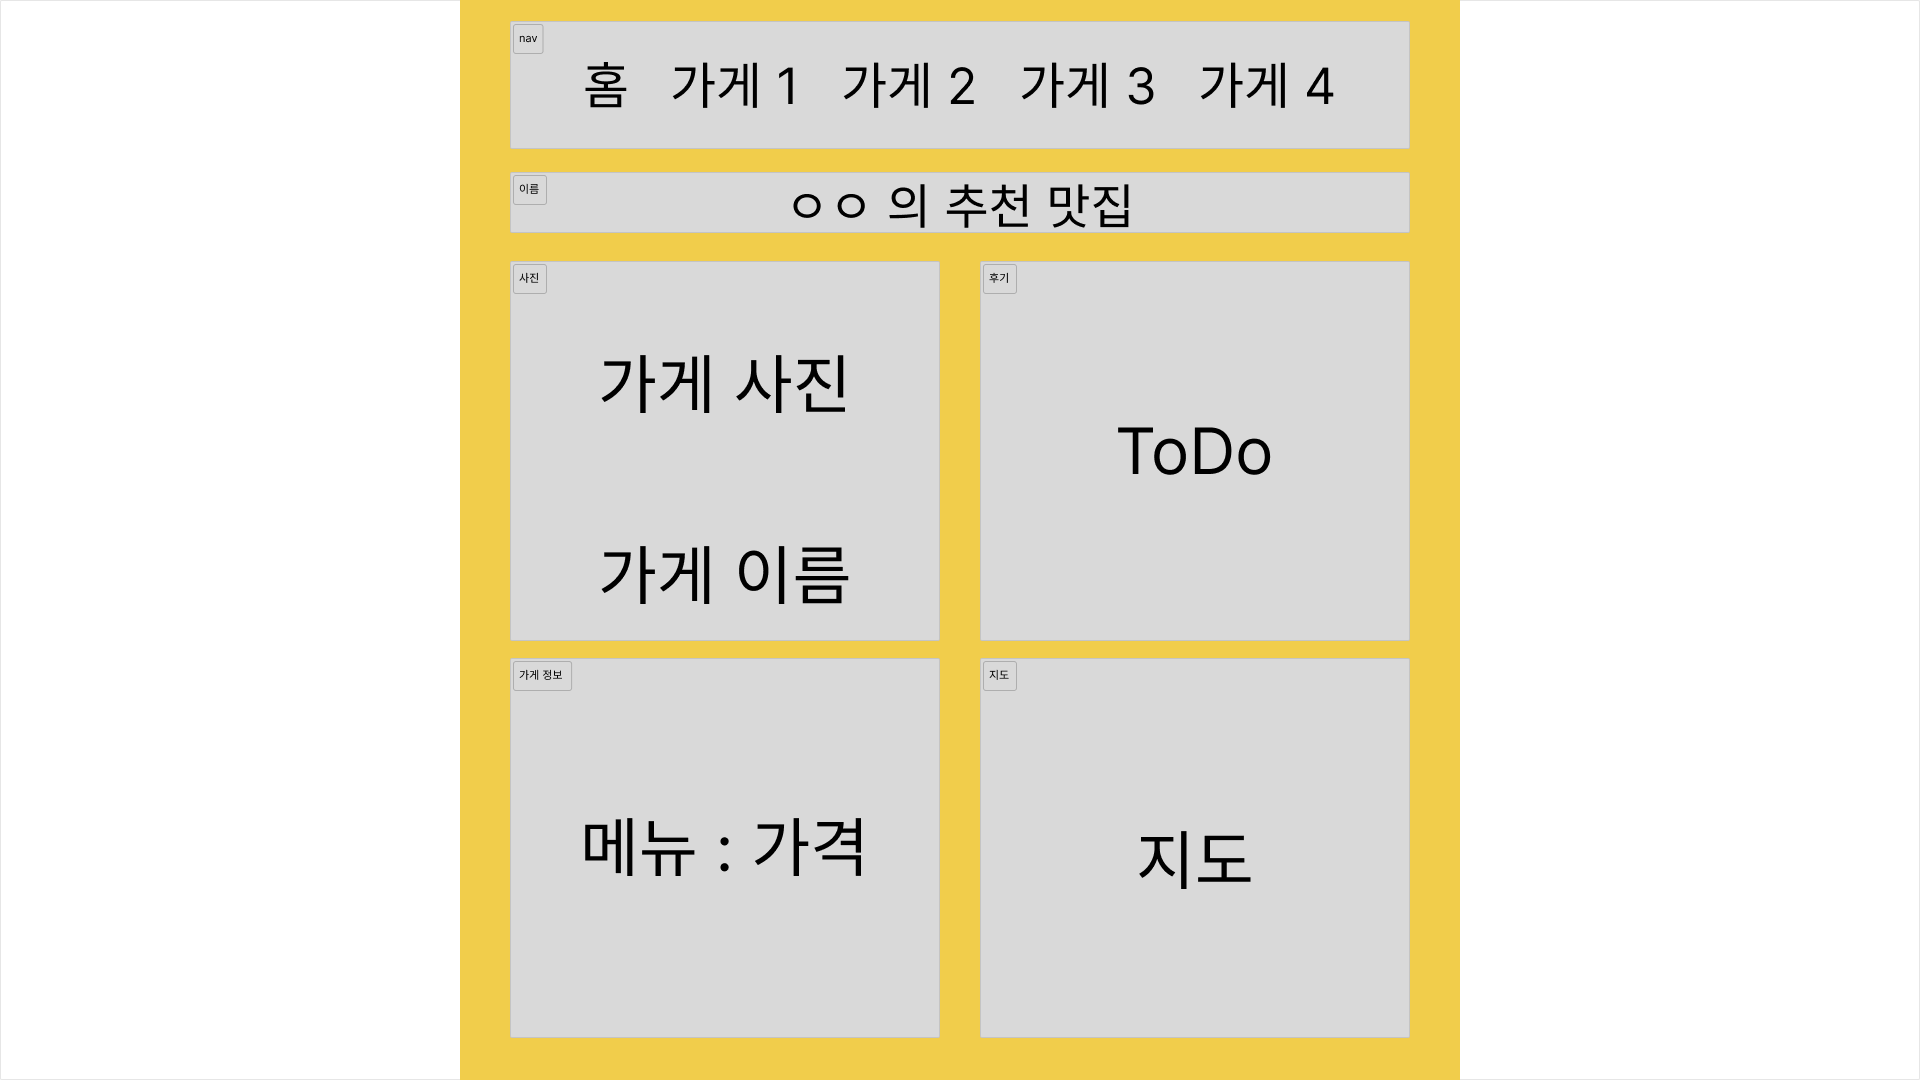 nav
홈 가게 1 가게 2 가게 3 가게 4
이름
ㅇㅇ 의 추천 맛집
사진
가게 사진
가게 이름
후기
ToDo
가게 정보
메뉴 : 가격
지도
지도